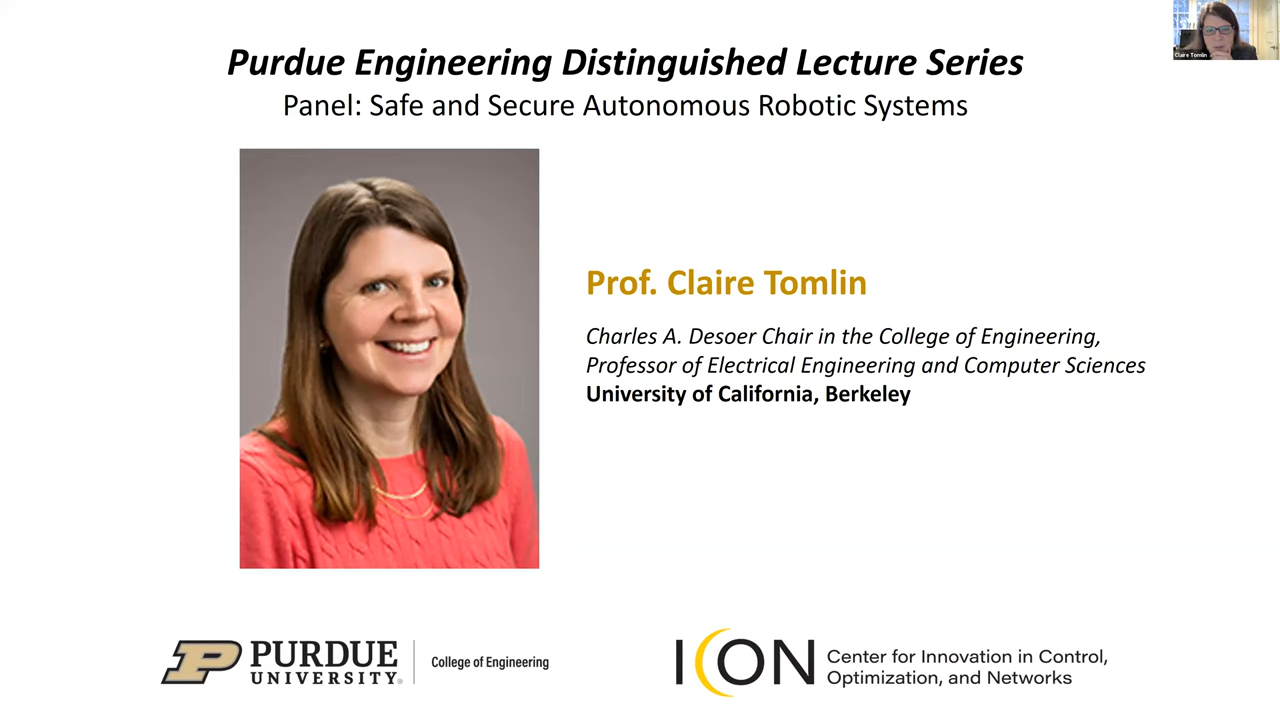 Purdue Engineering Distinguished Lecture Series
Panel: Safe and Secure Autonomous Robotic Systems
Claire Tomlin
Prof. Claire Tomlin
Charles A. Desoer Chair in the College of Engineering,
Professor of Electrical Engineering and Computer Sciences
University of California, Berkeley
P PURDUE UNIVERSITY® College of Engineering
ICON Center for Innovation in Control,
Optimization, and Networks